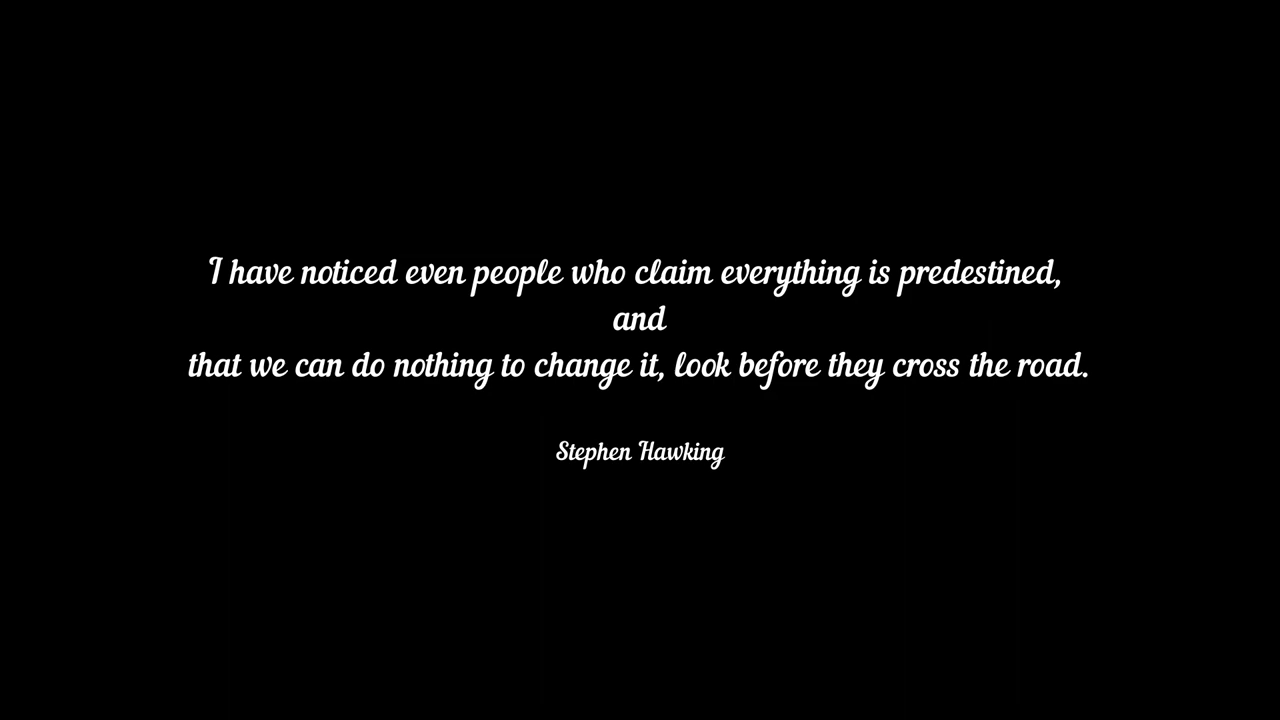 I have noticed even people who claim everything is predestined,
and
that we can do nothing to change it, look before they cross the road.
Stephen Hawking